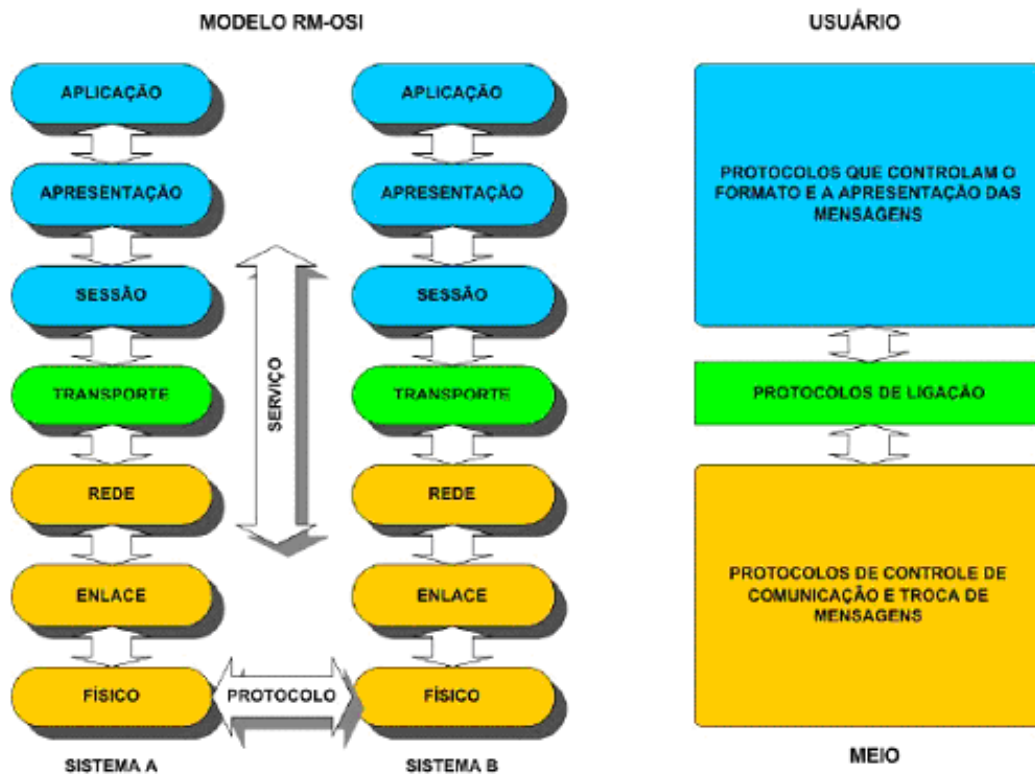 MODELO RM-OSI
USUÁRIO
APLICAÇÃO
APLICAÇÃO
APRESENTAÇÃO
APRESENTAÇÃO
PROTOCOLOS QUE CONTROLAM O
FORMATO E A APRESENTAÇÃO DAS
MENSAGENS
SESSÃO
SESSÃO
SERVIÇO
TRANSPORTE
TRANSPORTE
PROTOCOLOS DE LIGAÇÃO
REDE
REDE
ENLACE
ENLACE
PROTOCOLOS DE CONTROLE DE
COMUNICAÇÃO E TROCA DE
MENSAGENS
FÍSICO
PROTOCOLO
FÍSICO
SISTEMA A
SISTEMA B
MEIO